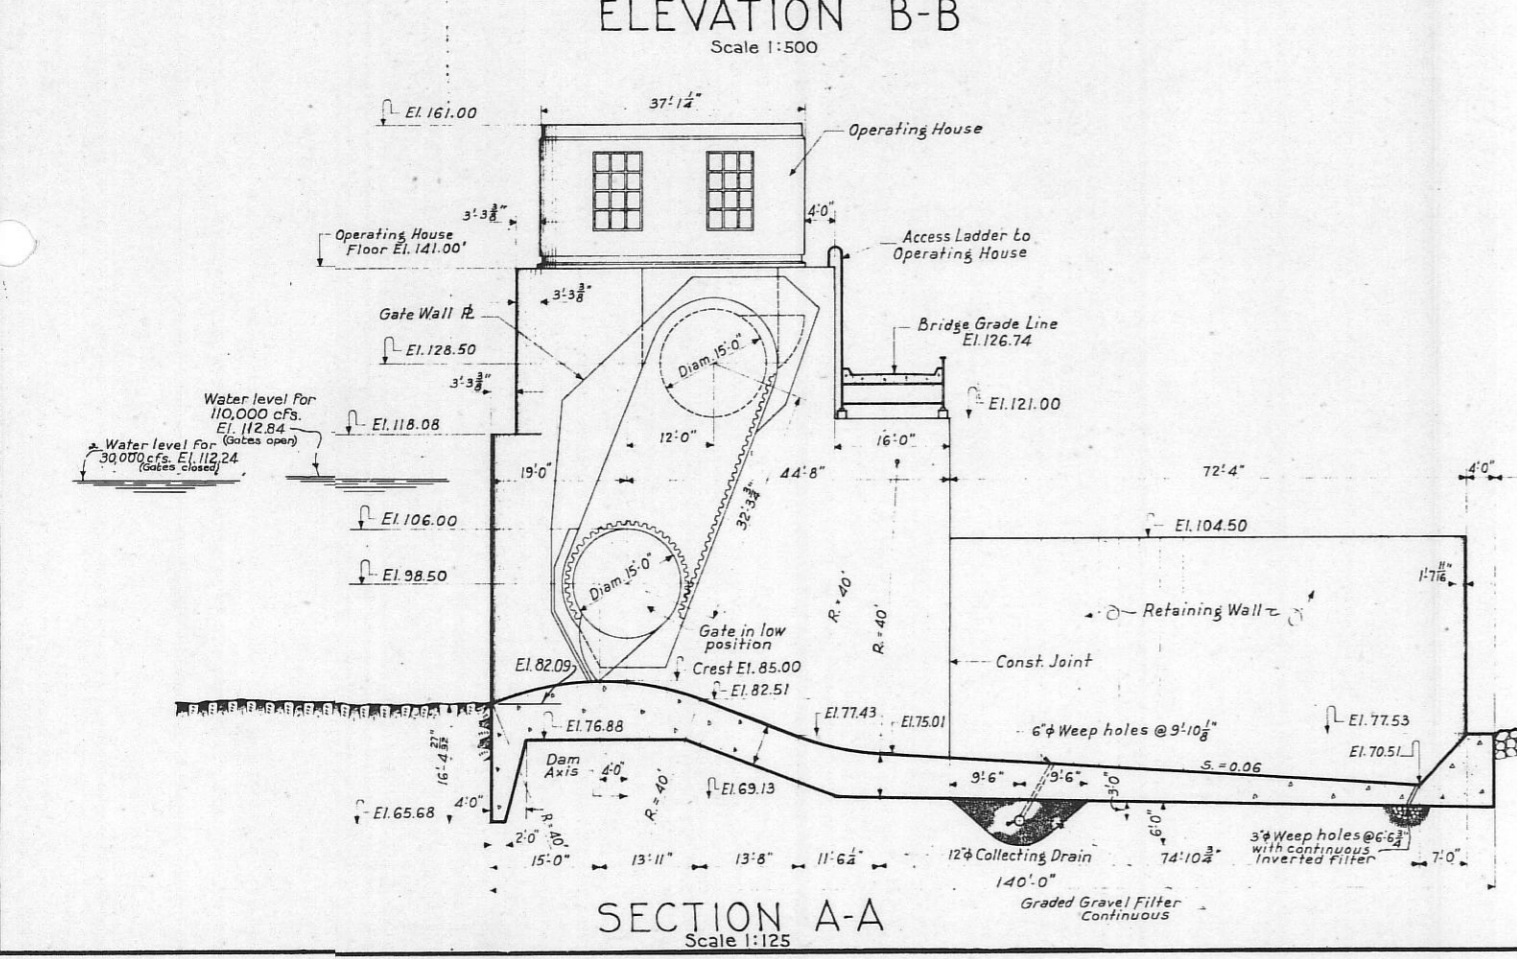 ELEVATION B-B
Scale 1:500
37'-1 1/4"
El. 161.00
Operating House
3'-3 3/8"
4'-0"
Operating House
Floor El. 141.00'
Access Ladder to
Operating House
3'-3 3/8"
Gate Wall ℄
Bridge Grade Line
El. 126.74
El. 128.50
Diam. 15'-0"
3'-3 3/8"
Water level for
110,000 cfs.
El. 112.84
(Gates open)
El. 121.00
El. 118.08
Water level for
30,000 cfs. El. 112.24
(Gates closed)
12'-0"
16'-0"
19'-0"
44'-8"
72'-4"
4'-0"
32'-3 3/4"
El. 106.00
El. 104.50
El. 98.50
Diam. 15'-0"
1'-7 11/16"
R.= 40'
R.= 40'
Retaining Wall
Gate in low
position
Crest El. 85.00
Const. Joint
El. 82.09
El. 82.51
El. 77.43
El. 75.01
El. 77.53
El. 76.88
6"φ Weep holes @ 9'-10 1/8"
El. 70.51
16'-4 27/32"
Dam
Axis
4'-0"
S. = 0.06
9'-6"
9'-6"
3'-0"
El. 69.13
R.= 40'
4'-0"
El. 65.68
R = 40'
6'-0"
2'-0"
3"φ Weep holes @ 6'-6 3/4"
with continuous
Inverted filter
15'-0"
13'-11"
13'-8"
11'-6 1/4"
12"φ Collecting Drain
74'-10 3/4"
7'-0"
140'-0"
Graded Gravel Filter
Continuous
SECTION A-A
Scale 1:125